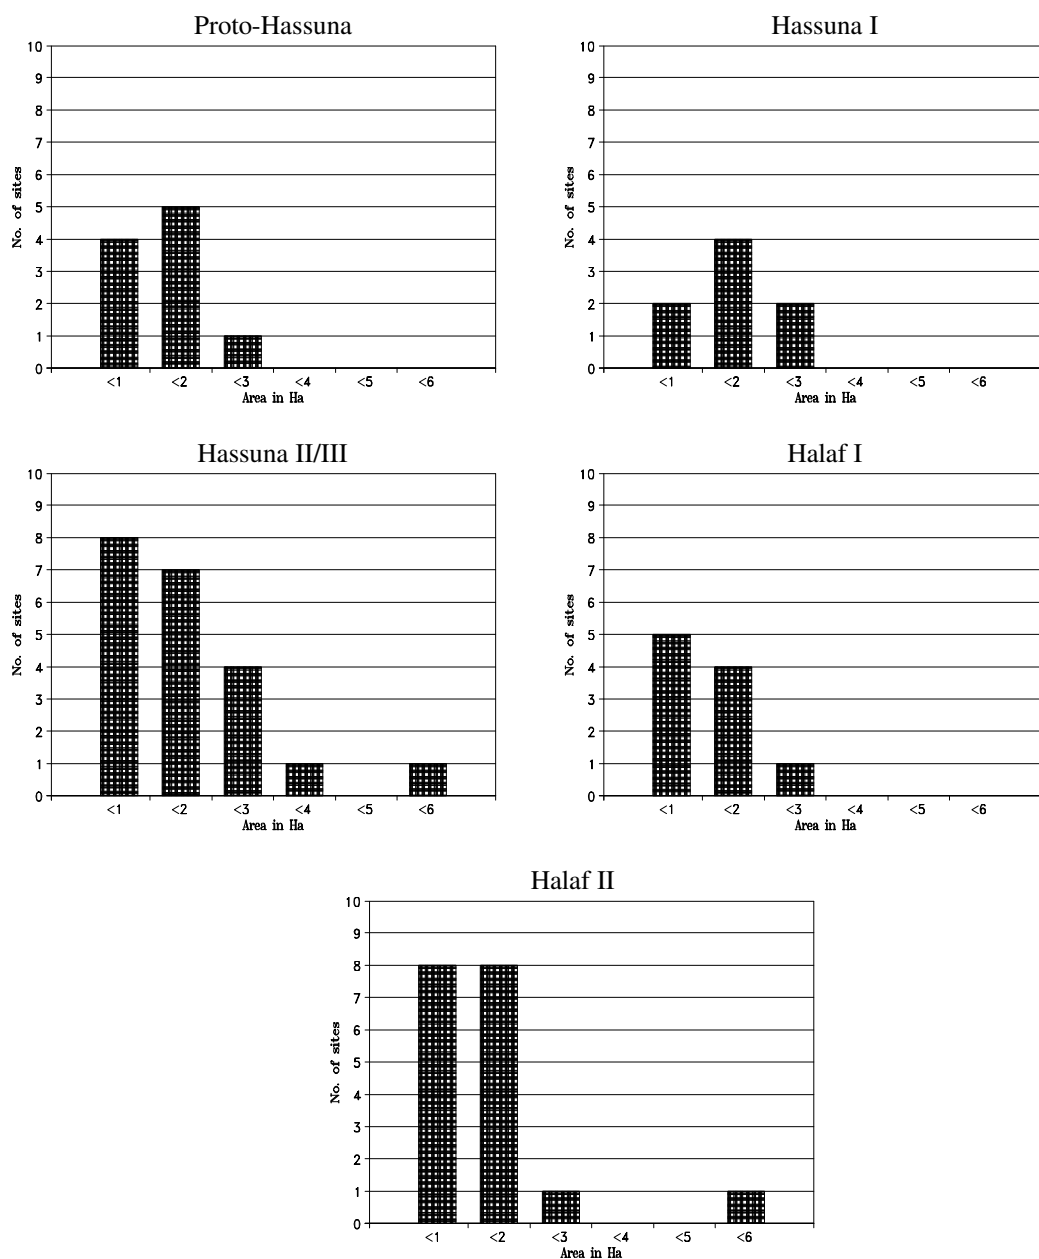 Proto-Hassuna
10
9
8
7
6
5
4
3
2
1
0
No. of sites
<1 <2 <3 <4 <5 <6
Area in Ha
Hassuna I
10
9
8
7
6
5
4
3
2
1
0
No. of sites
<1 <2 <3 <4 <5 <6
Area in Ha
Hassuna II/III
10
9
8
7
6
5
4
3
2
1
0
No. of sites
<1 <2 <3 <4 <5 <6
Area in Ha
Halaf I
10
9
8
7
6
5
4
3
2
1
0
No. of sites
<1 <2 <3 <4 <5 <6
Area in Ha
Halaf II
10
9
8
7
6
5
4
3
2
1
0
No. of sites
<1 <2 <3 <4 <5 <6
Area in Ha